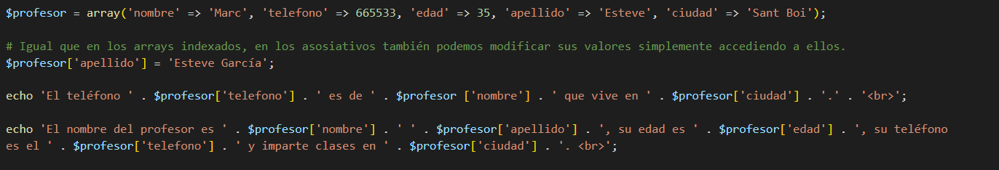 $profesor = array('nombre' => 'Marc', 'telefono' => 665533, 'edad' => 35, 'apellido' => 'Esteve', 'ciudad' => 'Sant Boi');
# Igual que en los arrays indexados, en los asosiativos también podemos modificar sus valores simplemente accediendo a ellos.
$profesor['apellido'] = 'Esteve García';
echo 'El teléfono ' . $profesor['telefono'] . ' es de ' . $profesor ['nombre'] . ' que vive en ' . $profesor['ciudad'] . '.' . '<br>';
echo 'El nombre del profesor es ' . $profesor['nombre'] . ' ' . $profesor['apellido'] . ', su edad es ' . $profesor['edad'] . ', su teléfono
es el ' . $profesor['telefono'] . ' y imparte clases en ' . $profesor['ciudad'] . '. <br>';